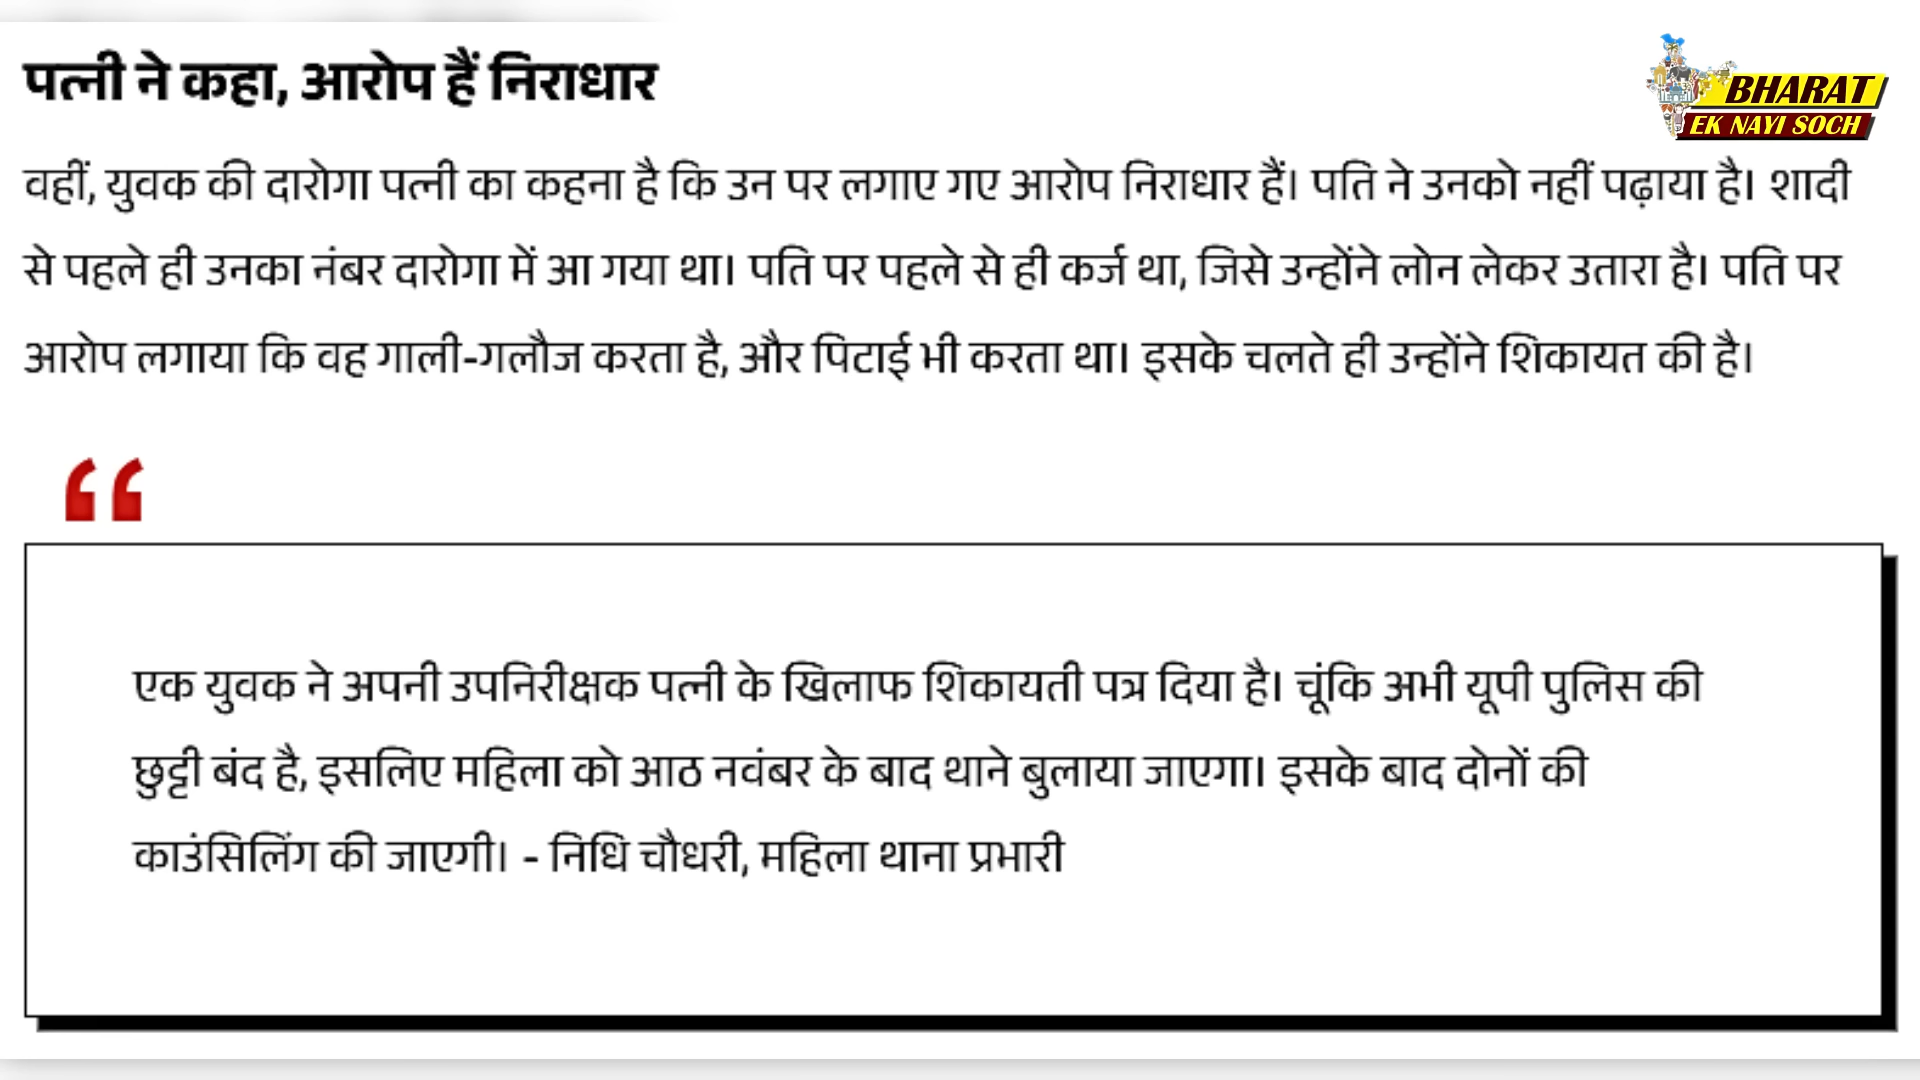 पत्नी ने कहा, आरोप हैं निराधार
BHARAT
EK NAYI SOCH
वहीं, युवक की दारोगा पत्नी का कहना है कि उन पर लगाए गए आरोप निराधार हैं। पति ने उनको नहीं पढ़ाया है। शादी
से पहले ही उनका नंबर दारोगा में आ गया था। पति पर पहले से ही कर्ज था, जिसे उन्होंने लोन लेकर उतारा है। पति पर
आरोप लगाया कि वह गाली-गलौज करता है, और पिटाई भी करता था। इसके चलते ही उन्होंने शिकायत की है।
“
एक युवक ने अपनी उपनिरीक्षक पत्नी के खिलाफ शिकायती पत्र दिया है। चूंकि अभी यूपी पुलिस की
छुट्टी बंद है, इसलिए महिला को आठ नवंबर के बाद थाने बुलाया जाएगा। इसके बाद दोनों की
काउंसिलिंग की जाएगी। - निधि चौधरी, महिला थाना प्रभारी